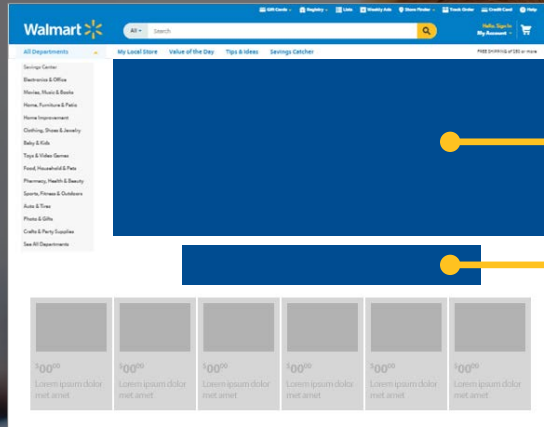 Gift Cards Registry Lists Weekly Ads Store Finder Track Order Credit Card Help
Walmart
All Search
Hello. Sign In
My Account
All Departments My Local Store Value of the Day Tips & Ideas Savings Catcher
FREE SHIPPING of $50 or more
Savings Center
Electronics & Office
Movies, Music & Books
Home, Furniture & Patio
Home Improvement
Clothing, Shoes & Jewelry
Baby & Kids
Toys & Video Games
Food, Household & Pets
Pharmacy, Health & Beauty
Sports, Fitness & Outdoors
Auto & Tires
Photo & Gifts
Crafts & Party Supplies
See All Departments
$00⁰⁰ $00⁰⁰ $00⁰⁰ $00⁰⁰ $00⁰⁰ $00⁰⁰
Lorem ipsum dolor Lorem ipsum dolor Lorem ipsum dolor Lorem ipsum dolor Lorem ipsum dolor Lorem ipsum dolor
met amet met amet met amet met amet met amet met amet